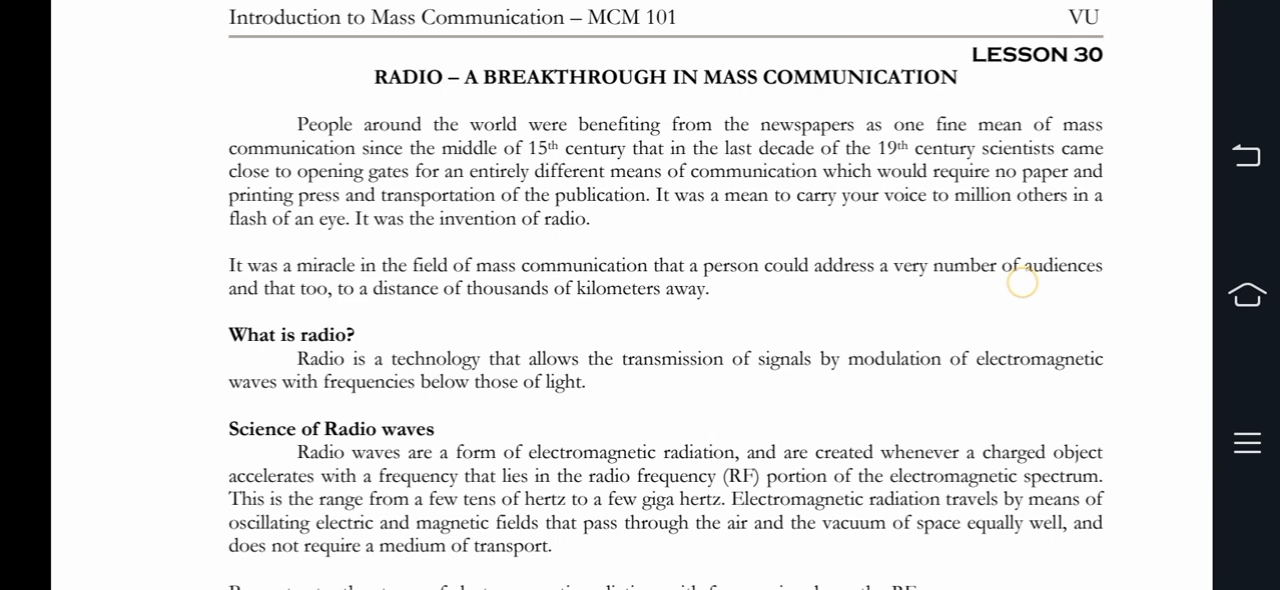 Introduction to Mass Communication – MCM 101 VU
LESSON 30
RADIO – A BREAKTHROUGH IN MASS COMMUNICATION
People around the world were benefiting from the newspapers as one fine mean of mass
communication since the middle of 15th century that in the last decade of the 19th century scientists came
close to opening gates for an entirely different means of communication which would require no paper and
printing press and transportation of the publication. It was a mean to carry your voice to million others in a
flash of an eye. It was the invention of radio.
It was a miracle in the field of mass communication that a person could address a very number of audiences
and that too, to a distance of thousands of kilometers away.
What is radio?
Radio is a technology that allows the transmission of signals by modulation of electromagnetic
waves with frequencies below those of light.
Science of Radio waves
Radio waves are a form of electromagnetic radiation, and are created whenever a charged object
accelerates with a frequency that lies in the radio frequency (RF) portion of the electromagnetic spectrum.
This is the range from a few tens of hertz to a few giga hertz. Electromagnetic radiation travels by means of
oscillating electric and magnetic fields that pass through the air and the vacuum of space equally well, and
does not require a medium of transport.